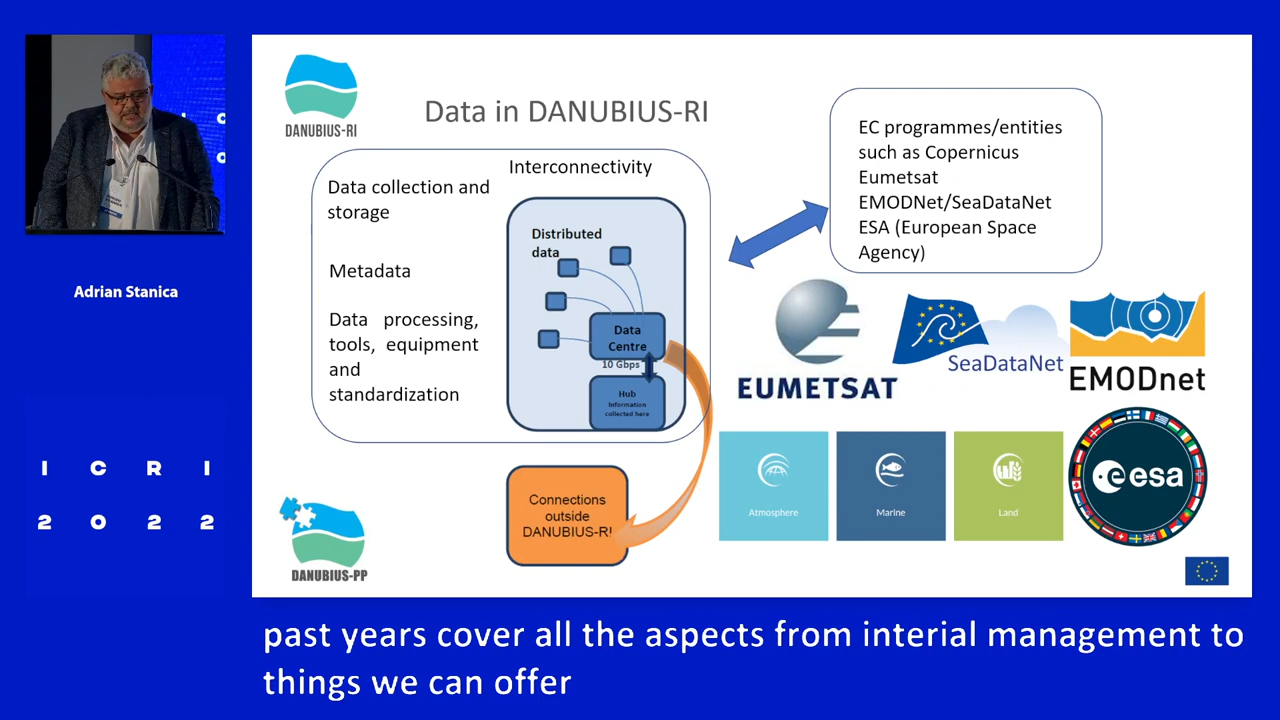 Adrian Stanica
I C R I
2 0 2 2
DANUBIUS-RI
Data in DANUBIUS-RI
Interconnectivity
Data collection and
storage
Metadata
Data processing,
tools, equipment
and
standardization
Distributed
data
Data
Centre
10 Gbps
Hub
Information
collected here
Connections
outside
DANUBIUS-RI
EC programmes/entities
such as Copernicus
Eumetsat
EMODNet/SeaDataNet
ESA (European Space
Agency)
EUMETSAT
SeaDataNet
EMODnet
Atmosphere
Marine
Land
esa
DANUBIUS-PP
past years cover all the aspects from interial management to
things we can offer